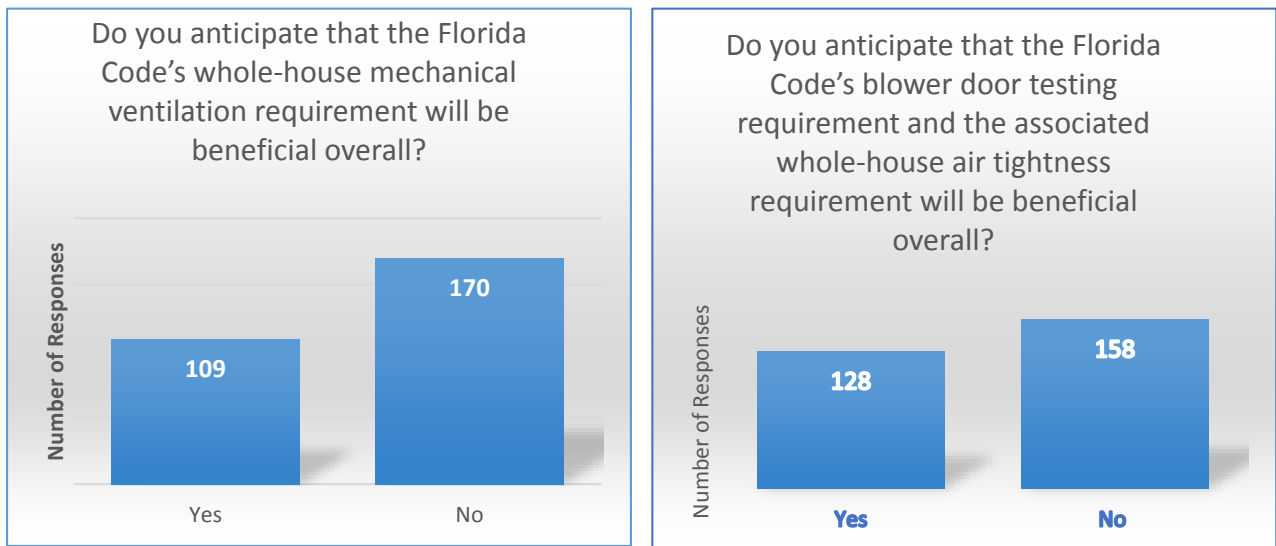 Do you anticipate that the Florida
Code’s whole-house mechanical
ventilation requirement will be
beneficial overall?
Number of Responses
109
170
Yes
No
Do you anticipate that the Florida
Code’s blower door testing
requirement and the associated
whole-house air tightness
requirement will be beneficial
overall?
Number of Responses
128
158
Yes
No